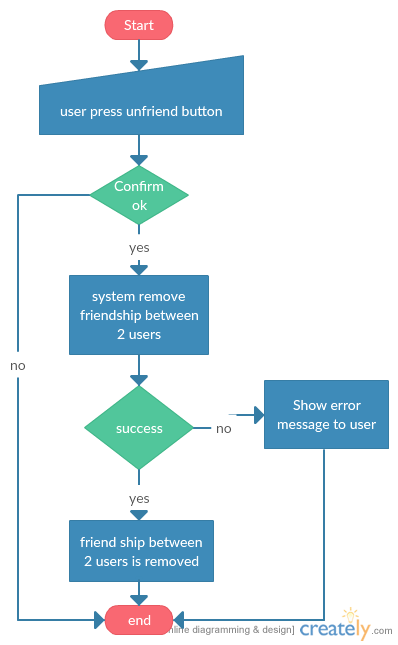 Start
user press unfriend button
Confirm
ok
yes
system remove
friendship between
2 users
no
success
no
Show error
message to user
yes
friend ship between
2 users is removed
end
diagramming & design]
creately.com